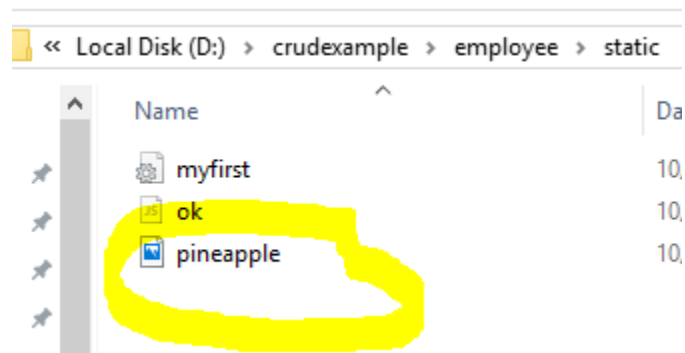 « Local Disk (D:) > crudexample > employee > static
Name Da
myfirst 10,
JS ok 10,
pineapple 10,